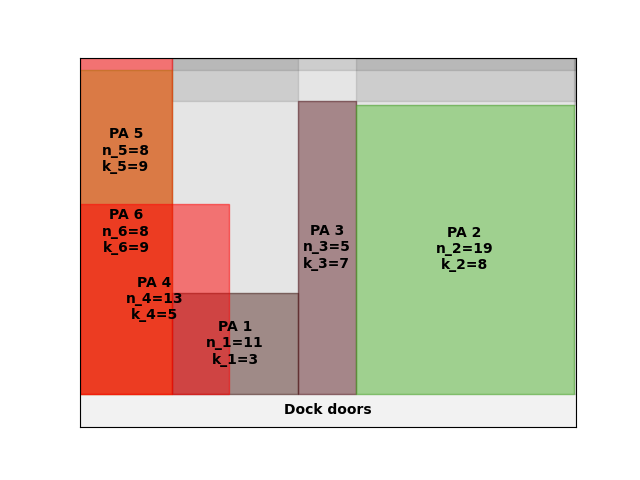 PA 5
n_5=8
k_5=9
PA 6
n_6=8
k_6=9
PA 4
n_4=13
k_4=5
PA 1
n_1=11
k_1=3
PA 3
n_3=5
k_3=7
PA 2
n_2=19
k_2=8
Dock doors